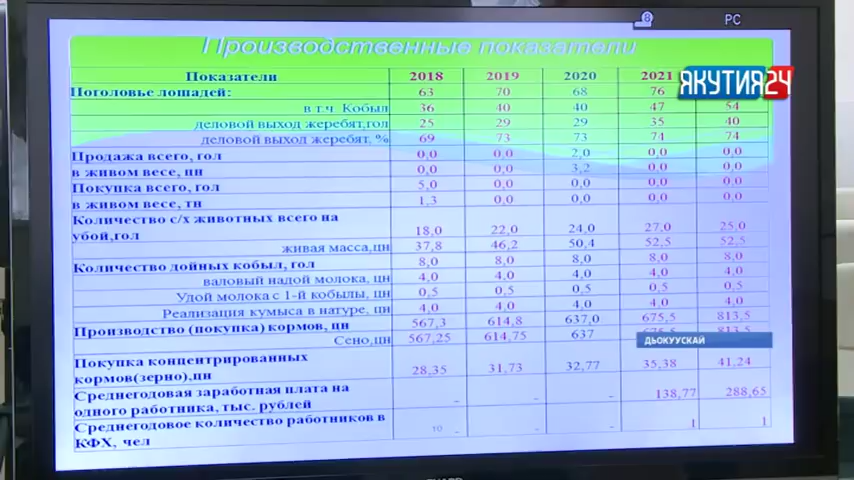 8
PC
Производственные показатели
ЯКУТИЯ24
Показатели 2018 2019 2020 2021
Поголовье лошадей: 63 70 68 76
в т.ч Кобыл 36 40 40 47 54
деловой выход жеребят,гол 25 29 29 35 40
деловой выход жеребят, % 69 73 73 74 74
Продажа всего, гол 0,0 0,0 2,0 0,0 0,0
в живом весе, цн 0,0 0,0 3,2 0,0 0,0
Покупка всего, гол 5,0 0,0 0,0 0,0 0,0
в живом весе, тн 1,3 0,0 0,0 0,0 0,0
Количество с/х животных всего на
убой,гол 18,0 22,0 24,0 27,0 25,0
живая масса,цн 37,8 46,2 50,4 52,5 52,5
Количество дойных кобыл, гол 8,0 8,0 8,0 8,0 8,0
валовый надой молока, цн 4,0 4,0 4,0 4,0 4,0
Удой молока с 1-й кобылы, цн 0,5 0,5 0,5 0,5 0,5
Реализация кумыса в натуре, цн 4,0 4,0 4,0 4,0 4,0
Производство (покупка) кормов, цн 567,3 614,8 637,0 675,5 813,5
Сено,цн 567,25 614,75 637
ДЬОКУУСКАЙ
Покупка концентрированных
кормов(зерно),цн 28,35 31,73 32,77 35,38 41,24
Среднегодовая заработная плата на
одного работника, тыс. рублей - - - 138,77 288,65
Среднегодовое количество работников в
КФХ, чел 10 - - - 1 1